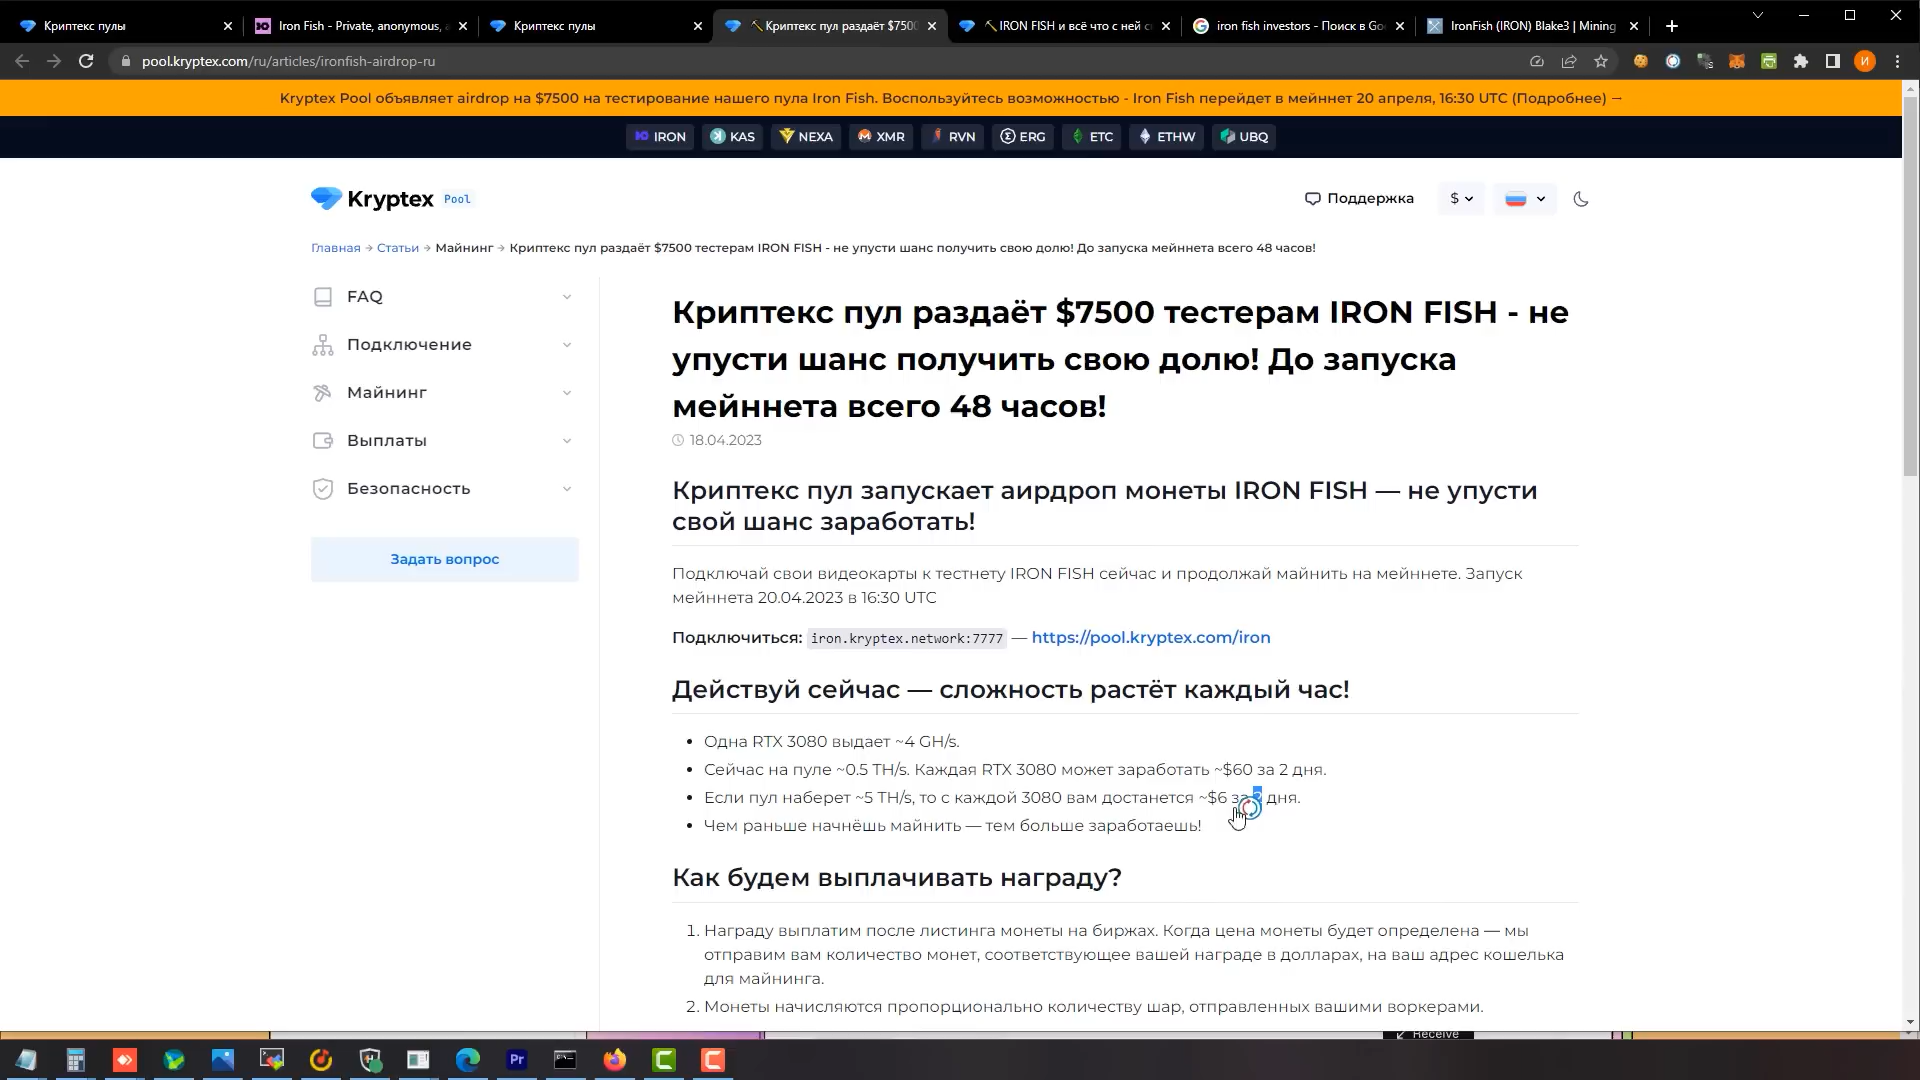 Криптекс пулы
Iron Fish - Private, anonymous,
Криптекс пулы
Криптекс пул раздаёт $7500
IRON FISH и всё что с ней с
iron fish investors - Поиск в Go
IronFish (IRON) Blake3 | Mining
pool.kryptex.com/ru/articles/ironfish-airdrop-ru
И
Kryptex Pool объявляет airdrop на $7500 на тестирование нашего пула Iron Fish. Воспользуйтесь возможностью - Iron Fish перейдет в мейннет 20 апреля, 16:30 UTC (Подробнее) →
IRON KAS NEXA XMR RVN ERG ETC ETHW UBQ
Kryptex Pool
Поддержка $
Главная → Статьи → Майнинг → Криптекс пул раздаёт $7500 тестерам IRON FISH - не упусти шанс получить свою долю! До запуска мейннета всего 48 часов!
FAQ
Подключение
Майнинг
Выплаты
Безопасность
Задать вопрос
Криптекс пул раздаёт $7500 тестерам IRON FISH - не
упусти шанс получить свою долю! До запуска
мейннета всего 48 часов!
18.04.2023
Криптекс пул запускает аирдроп монеты IRON FISH — не упусти
свой шанс заработать!
Подключай свои видеокарты к тестнету IRON FISH сейчас и продолжай майнить на мейннете. Запуск
мейннета 20.04.2023 в 16:30 UTC
Подключиться: iron.kryptex.network:7777 — https://pool.kryptex.com/iron
Действуй сейчас — сложность растёт каждый час!
• Одна RTX 3080 выдает ~4 GH/s.
• Сейчас на пуле ~0.5 TH/s. Каждая RTX 3080 может заработать ~$60 за 2 дня.
• Если пул наберет ~5 TH/s, то с каждой 3080 вам достанется ~$6 за 2 дня.
• Чем раньше начнёшь майнить — тем больше заработаешь!
Как будем выплачивать награду?
1. Награду выплатим после листинга монеты на биржах. Когда цена монеты будет определена — мы
отправим вам количество монет, соответствующее вашей награде в долларах, на ваш адрес кошелька
для майнинга.
2. Монеты начисляются пропорционально количеству шар, отправленных вашими воркерами.
Receive
Pr